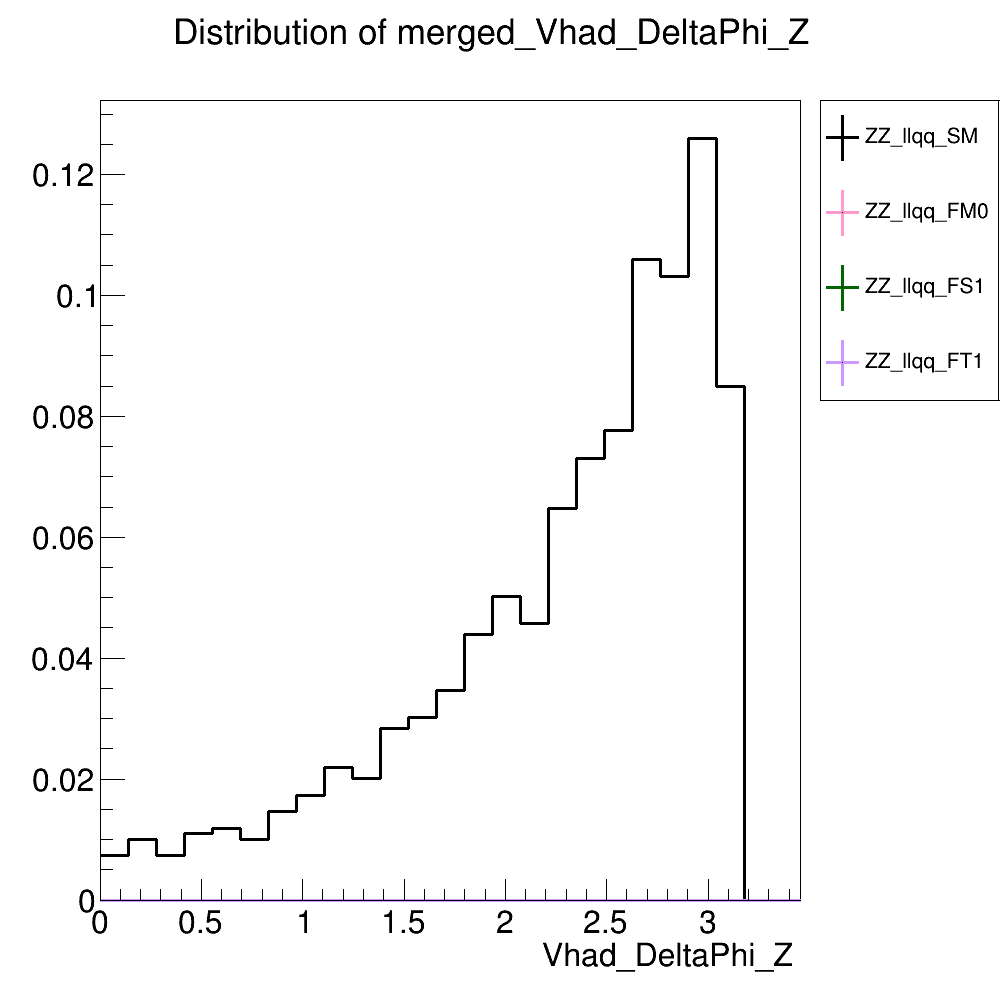 Distribution of merged_Vhad_DeltaPhi_Z
0.12
0.1
0.08
0.06
0.04
0.02
0
0 0.5 1 1.5 2 2.5 3
Vhad_DeltaPhi_Z
ZZ_llqq_SM
ZZ_llqq_FM0
ZZ_llqq_FS1
ZZ_llqq_FT1